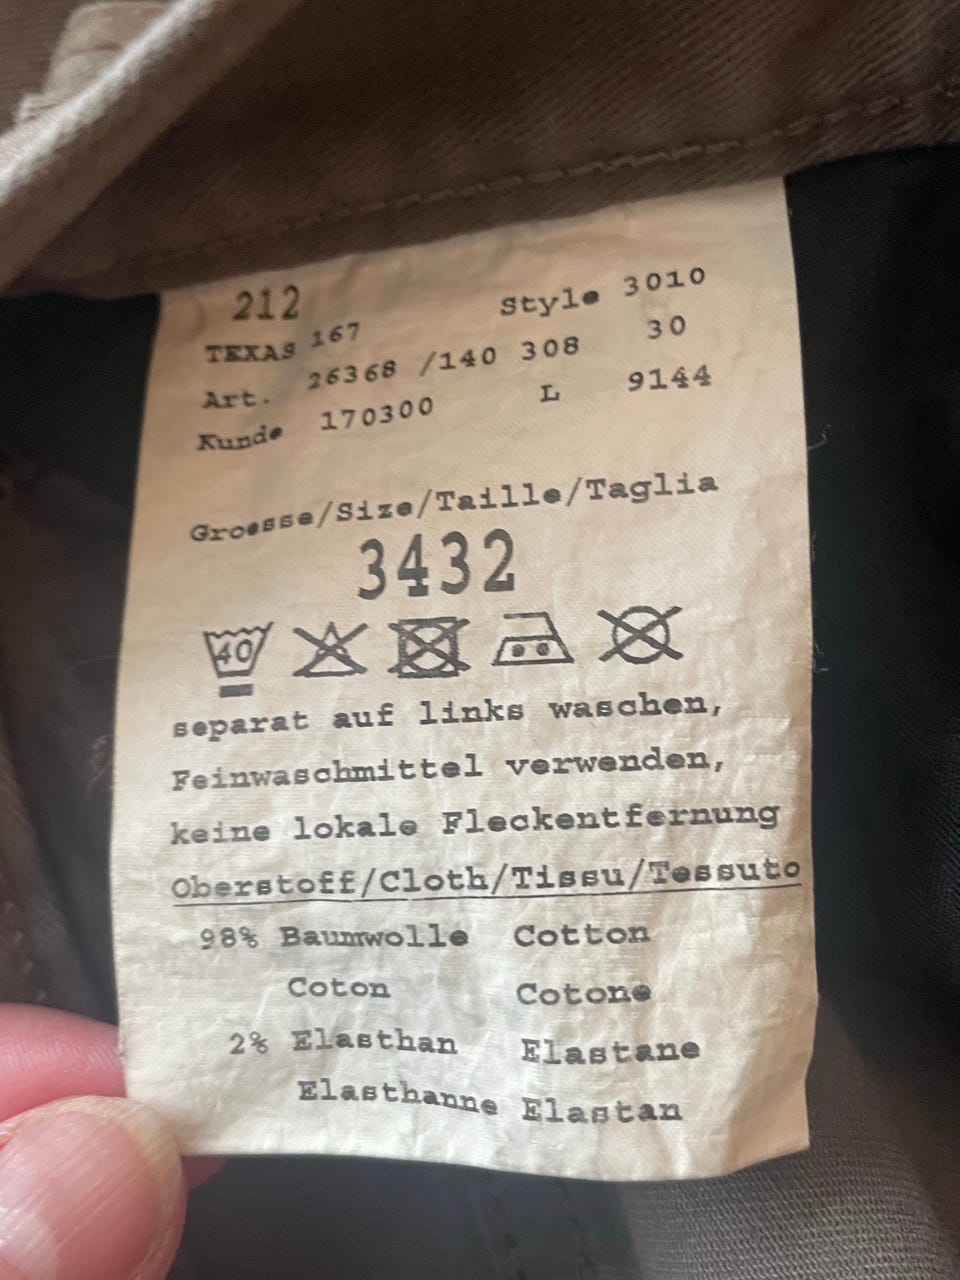 212
TEXAS 167 Style 3010
Art. 26368 /140 308 30
Kunde 170300 L 9144
Groesse/Size/Taille/Taglia
3432
40
separat auf links waschen,
Feinwaschmittel verwenden,
keine lokale Fleckentfernung
Oberstoff/Cloth/Tissu/Tessuto
98% Baumwolle Cotton
Coton Cotone
2% Elasthan Elastane
Elasthanne Elastan